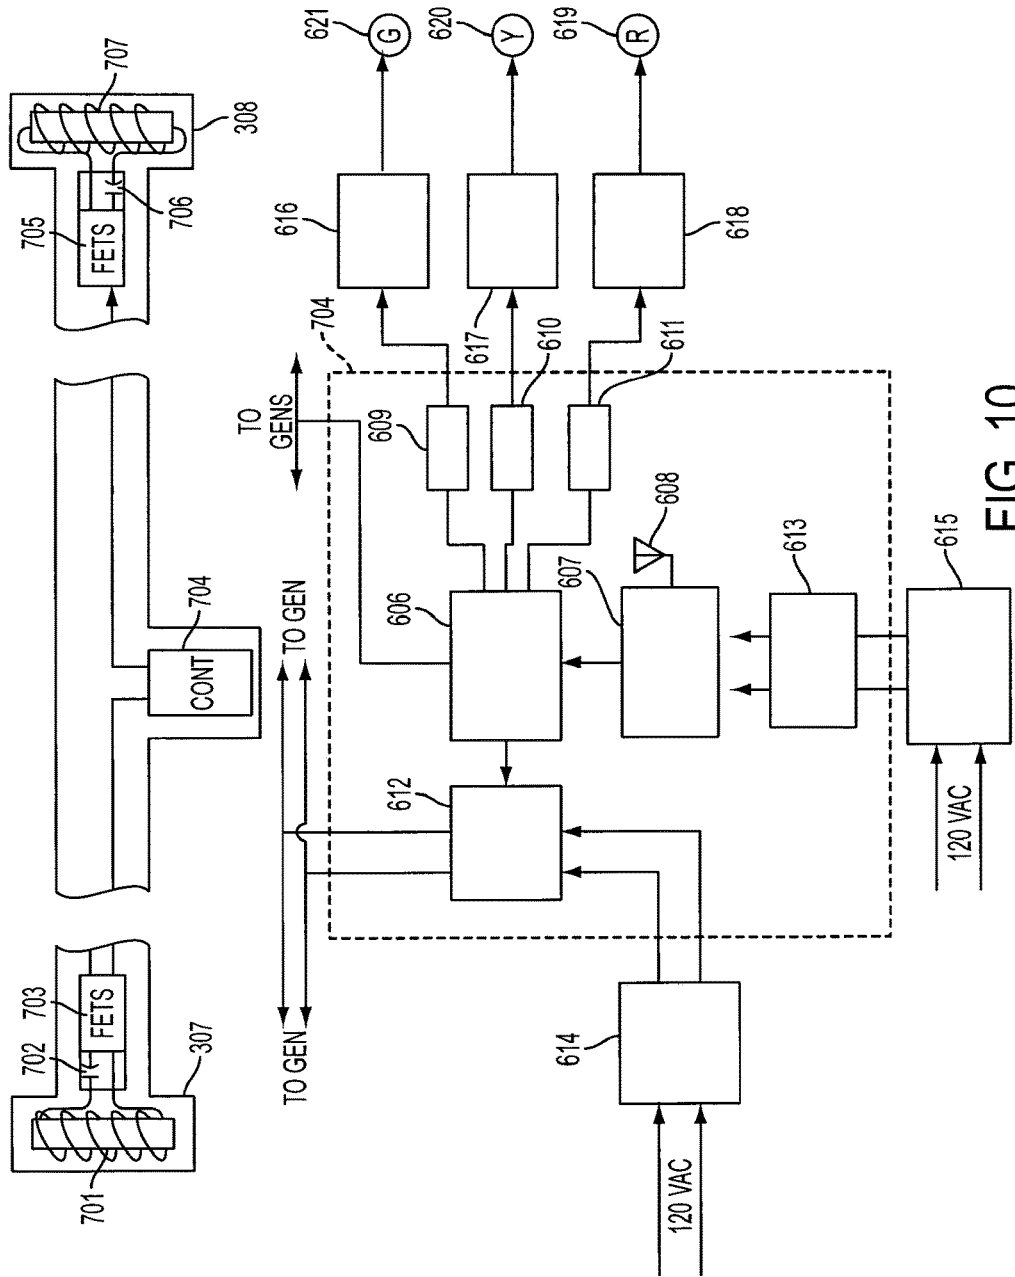 701
702
703
FETS
307
704
CONT
705
FETS
706
707
308
TO GEN
TO GEN
TO
GENS
704
616
621
G
609
612
606
617
620
Y
610
611
618
619
R
607
608
614
613
120 VAC
615
120 VAC
FIG. 10